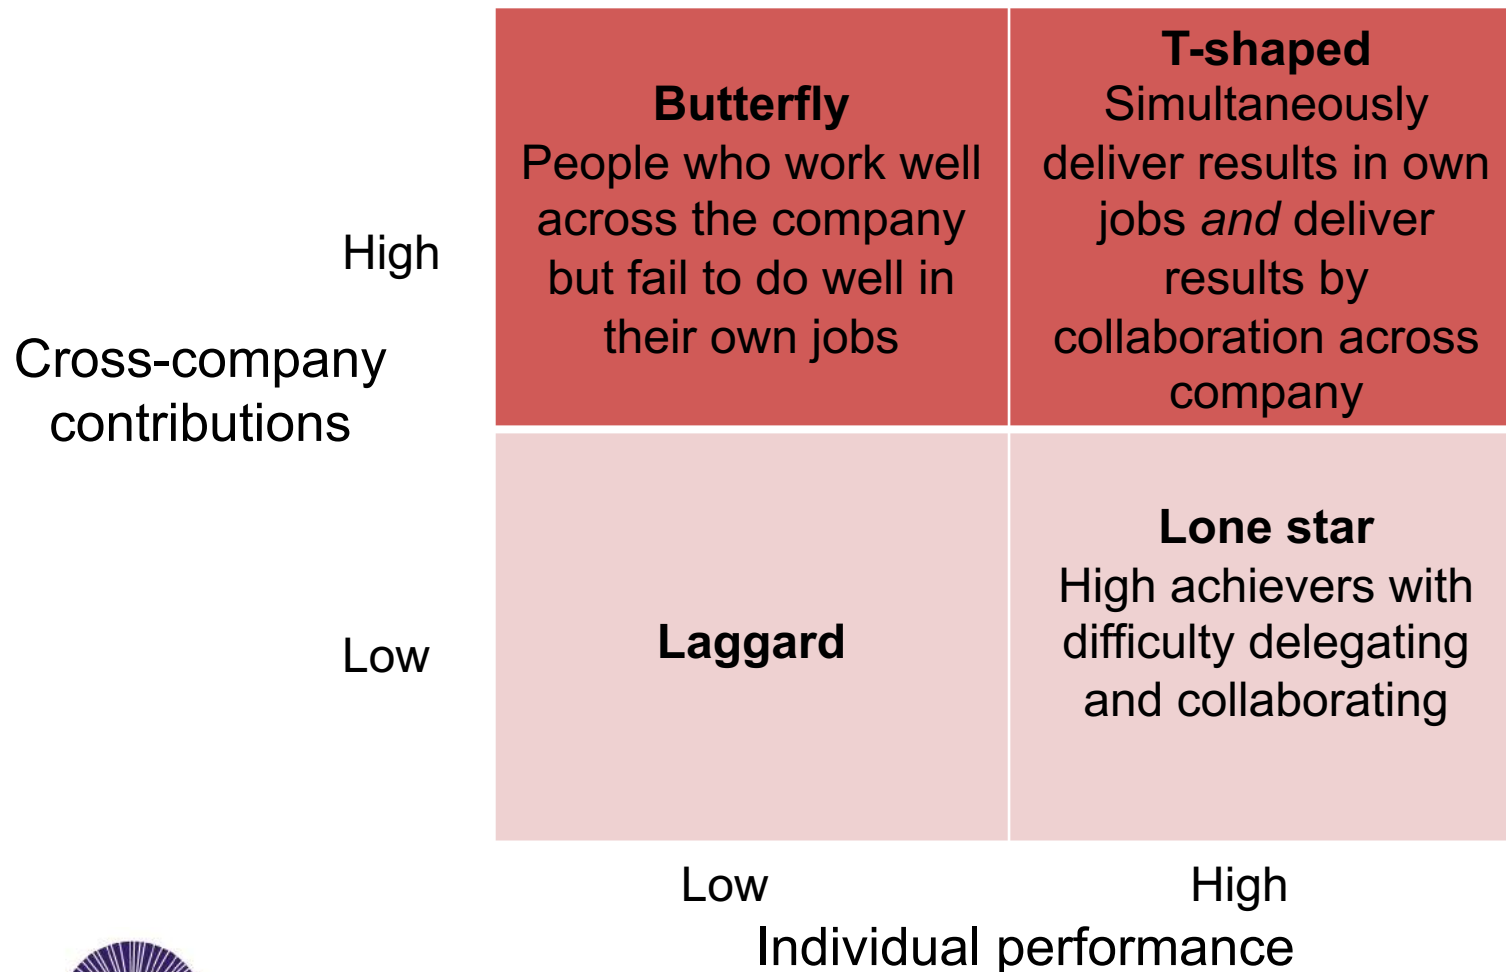 Butterfly
People who work well
across the company
but fail to do well in
their own jobs
T-shaped
Simultaneously
deliver results in own
jobs and deliver
results by
collaboration across
company
High
Cross-company
contributions
Low
Laggard
Lone star
High achievers with
difficulty delegating
and collaborating
Low
High
Individual performance